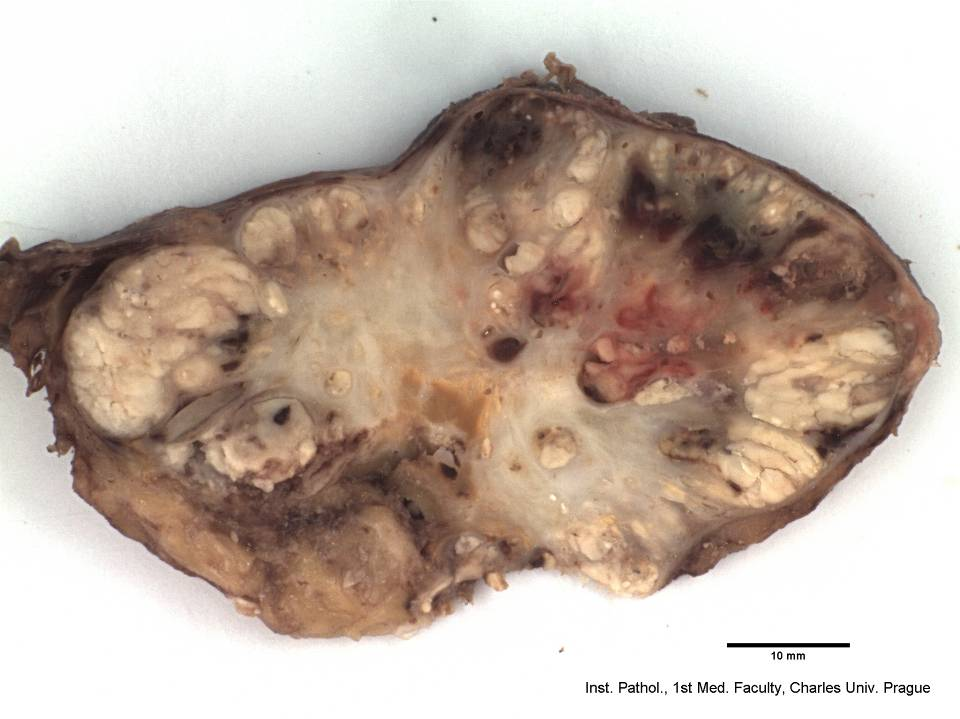 10 mm
Inst. Pathol., 1st Med. Faculty, Charles Univ. Prague